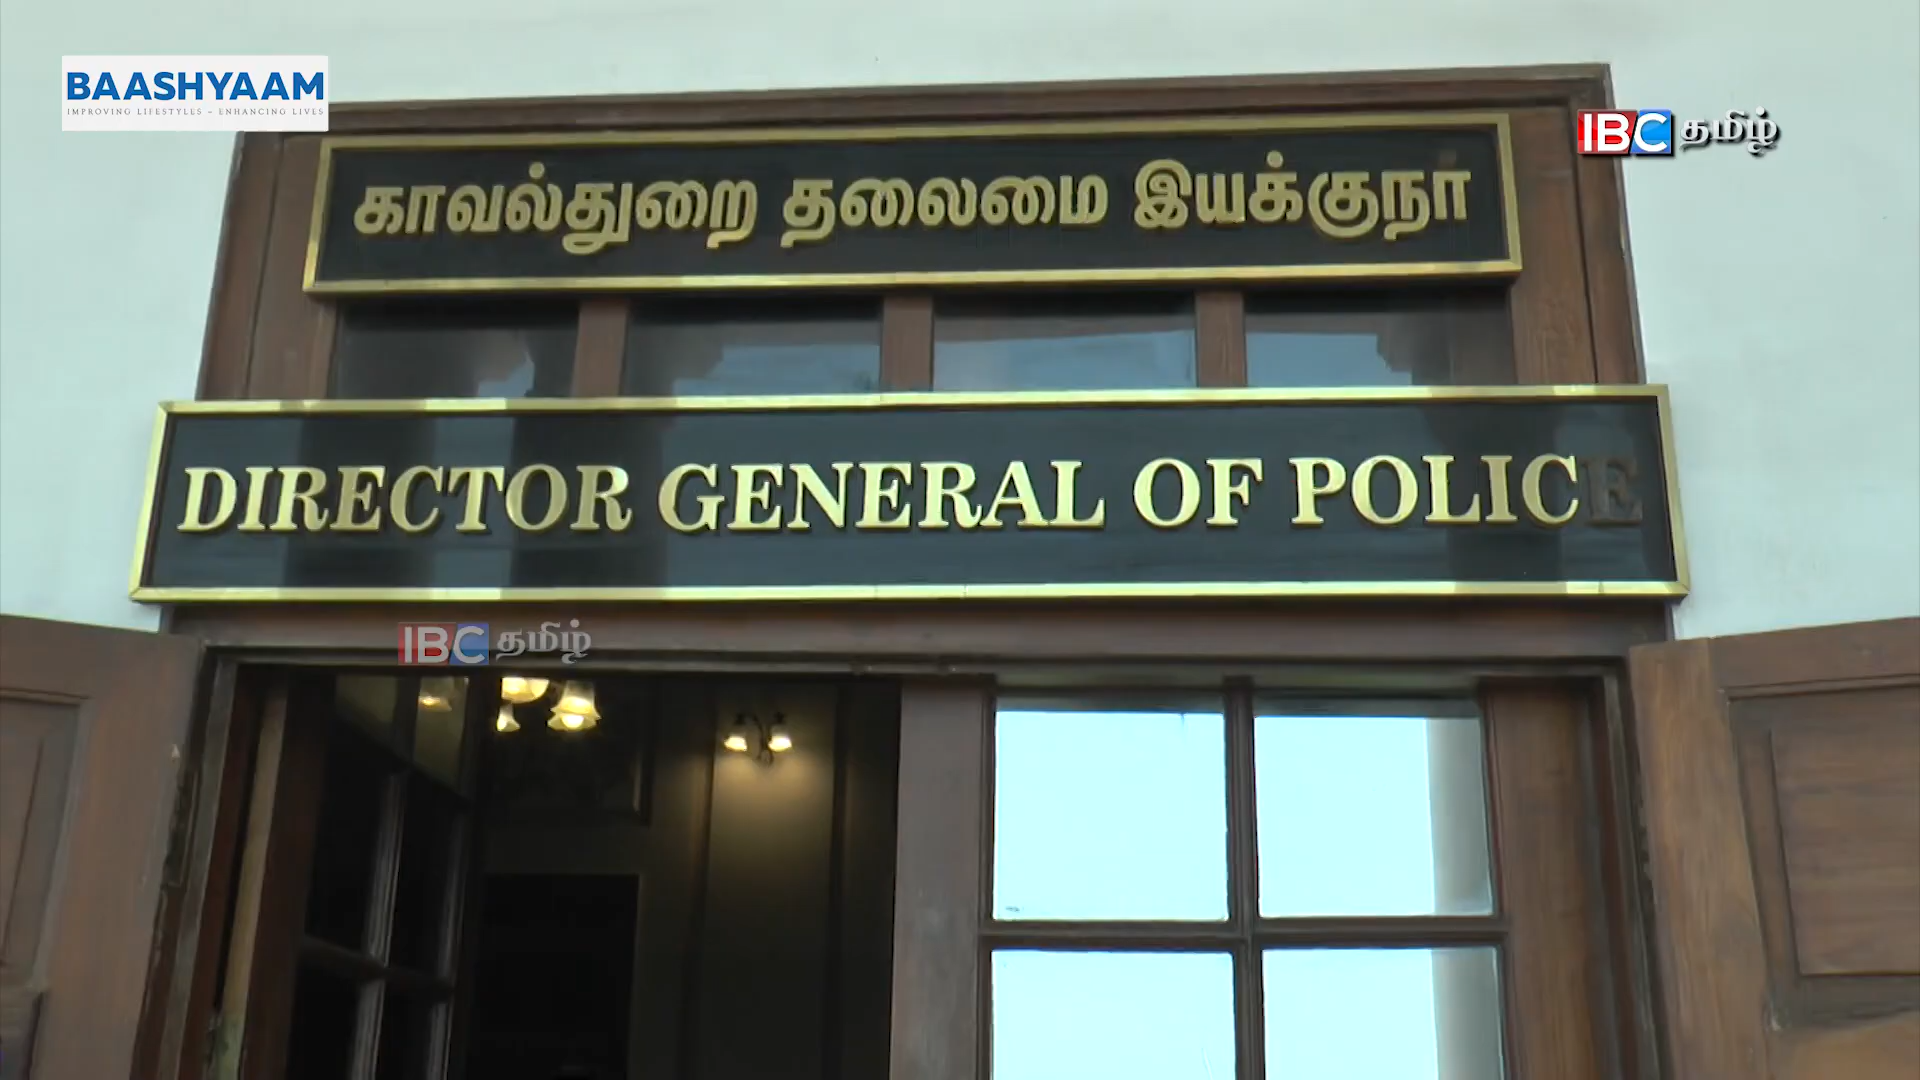 BAASHYAAM
IMPROVING LIFESTYLES – ENHANCING LIVES
IBC தமிழ்
காவல்துறை தலைமை இயக்குநர்
DIRECTOR GENERAL OF POLICE
IBC தமிழ்